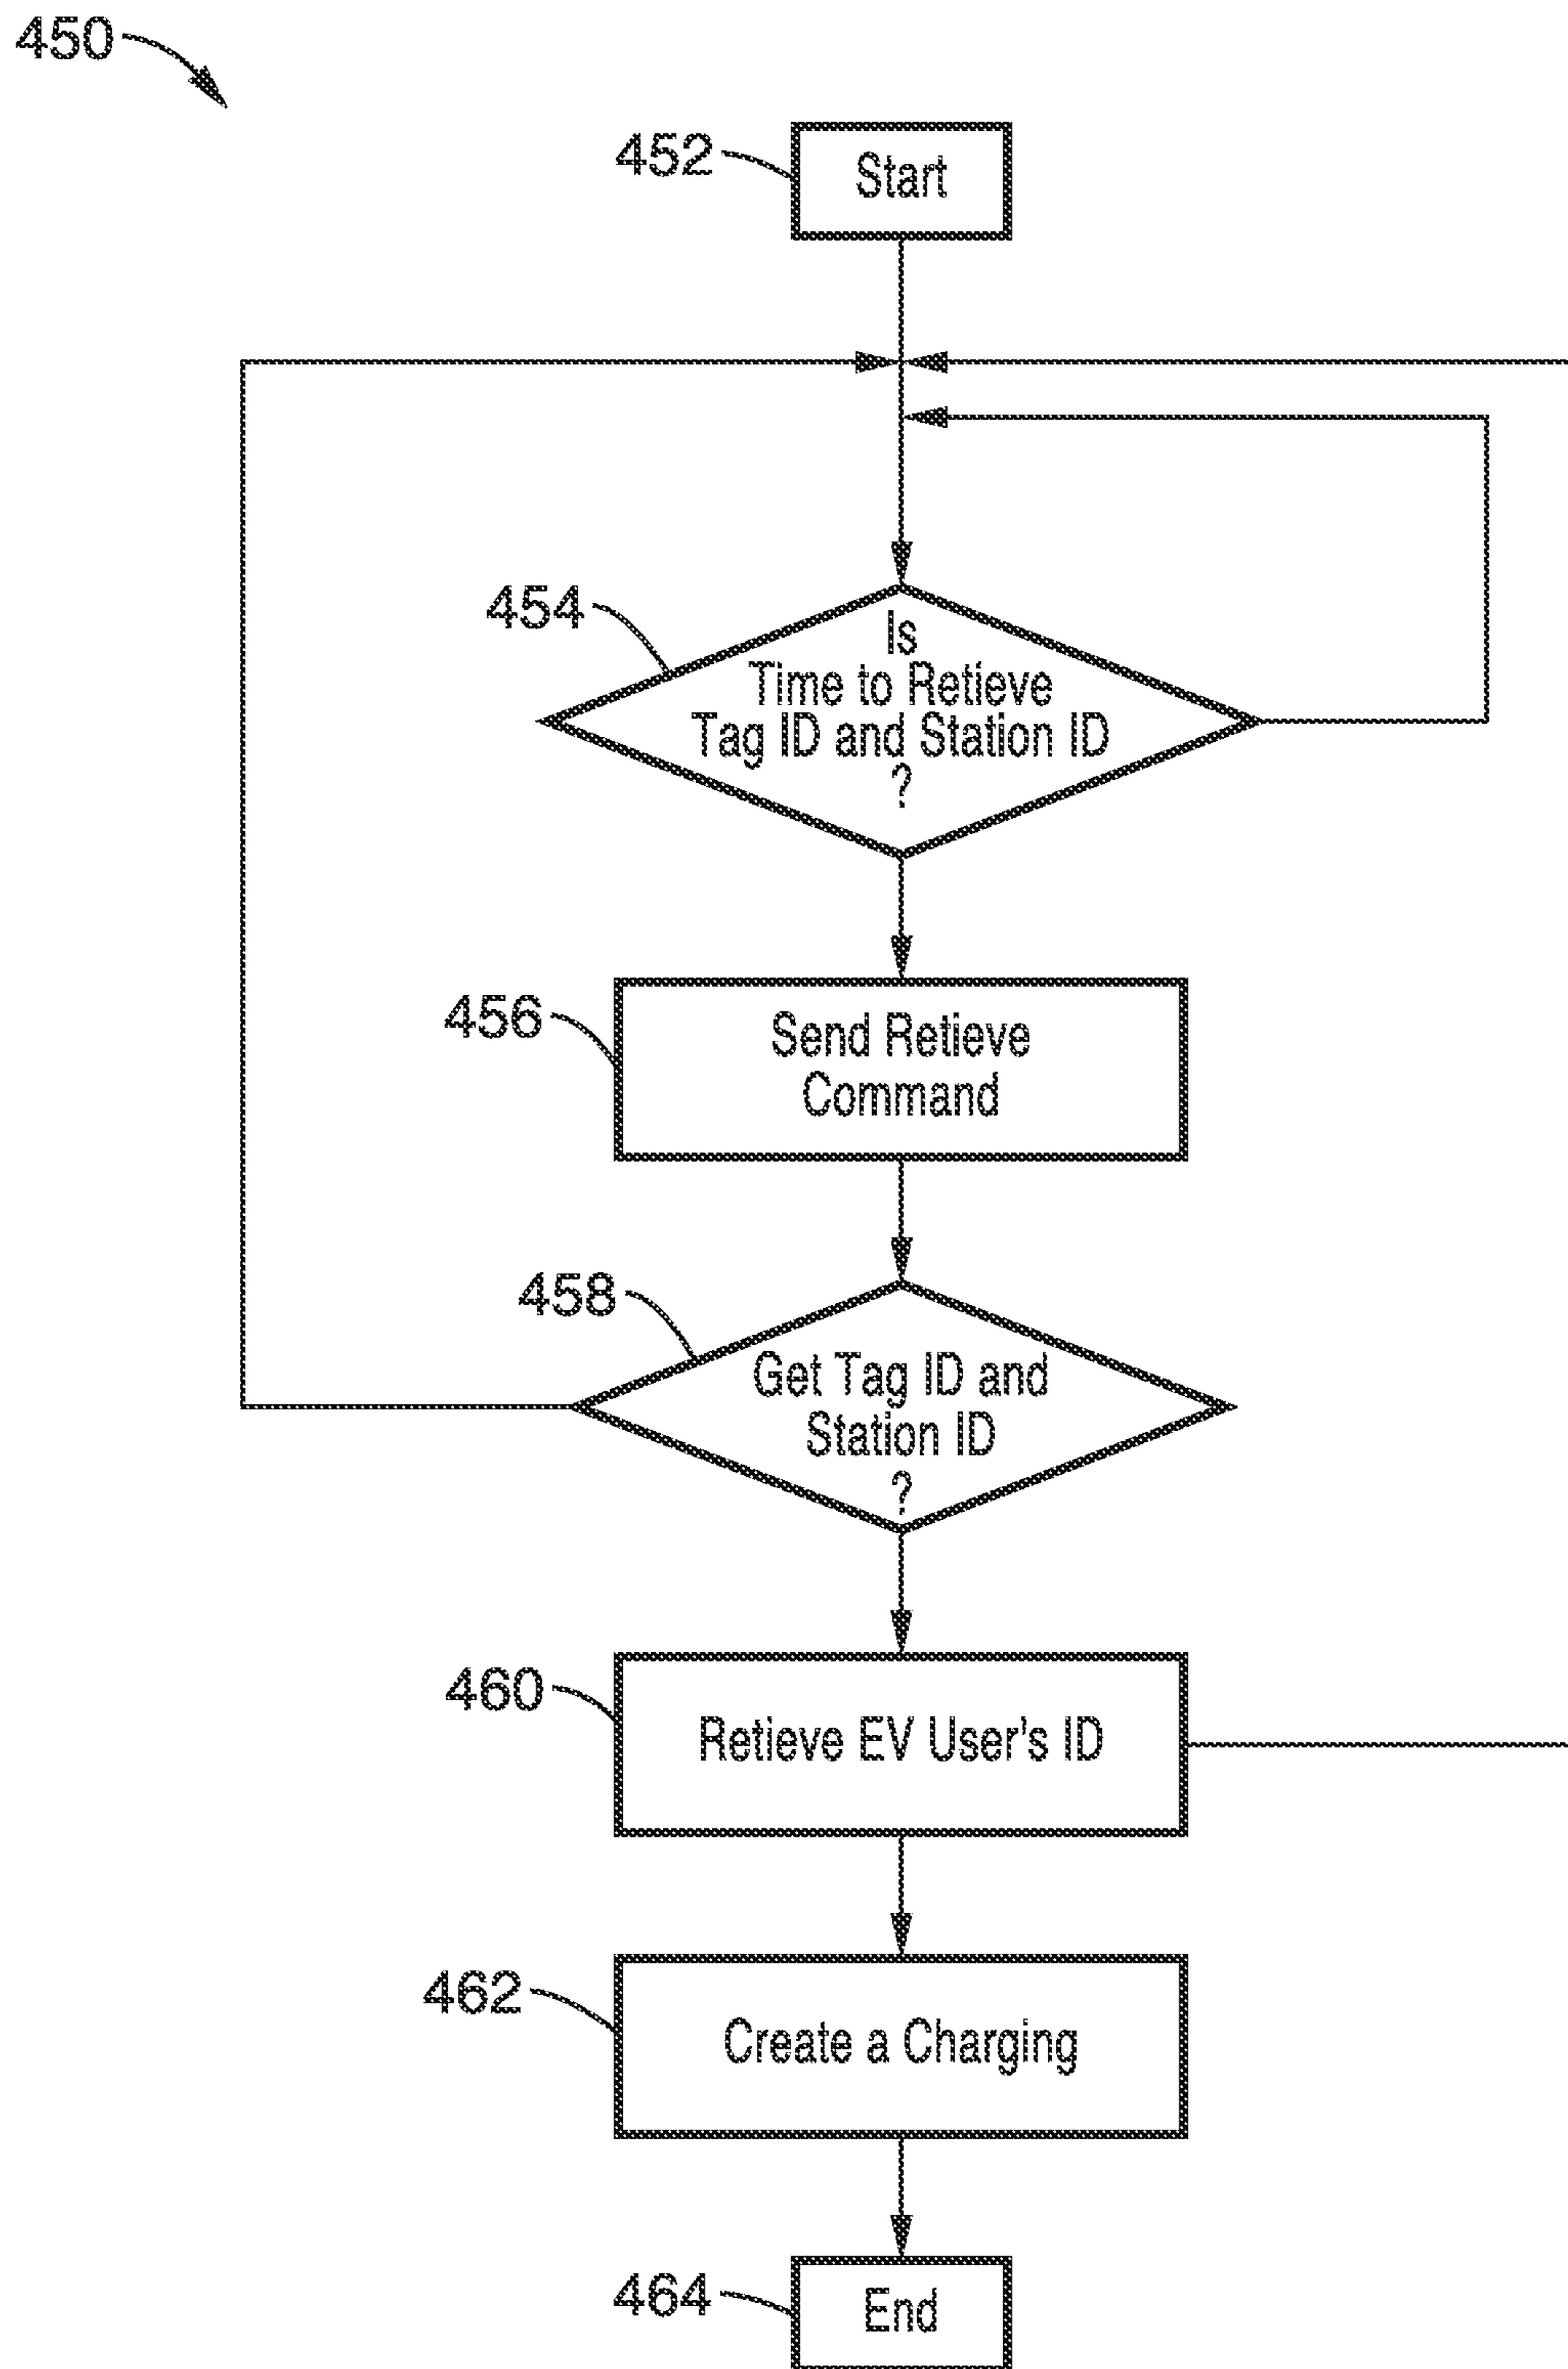 450
452
Start
454
Is
Time to Retieve
Tag ID and Station ID
?
456
Send Retieve
Command
458
Get Tag ID and
Station ID
?
460
Retieve EV User's ID
462
Create a Charging
464
End